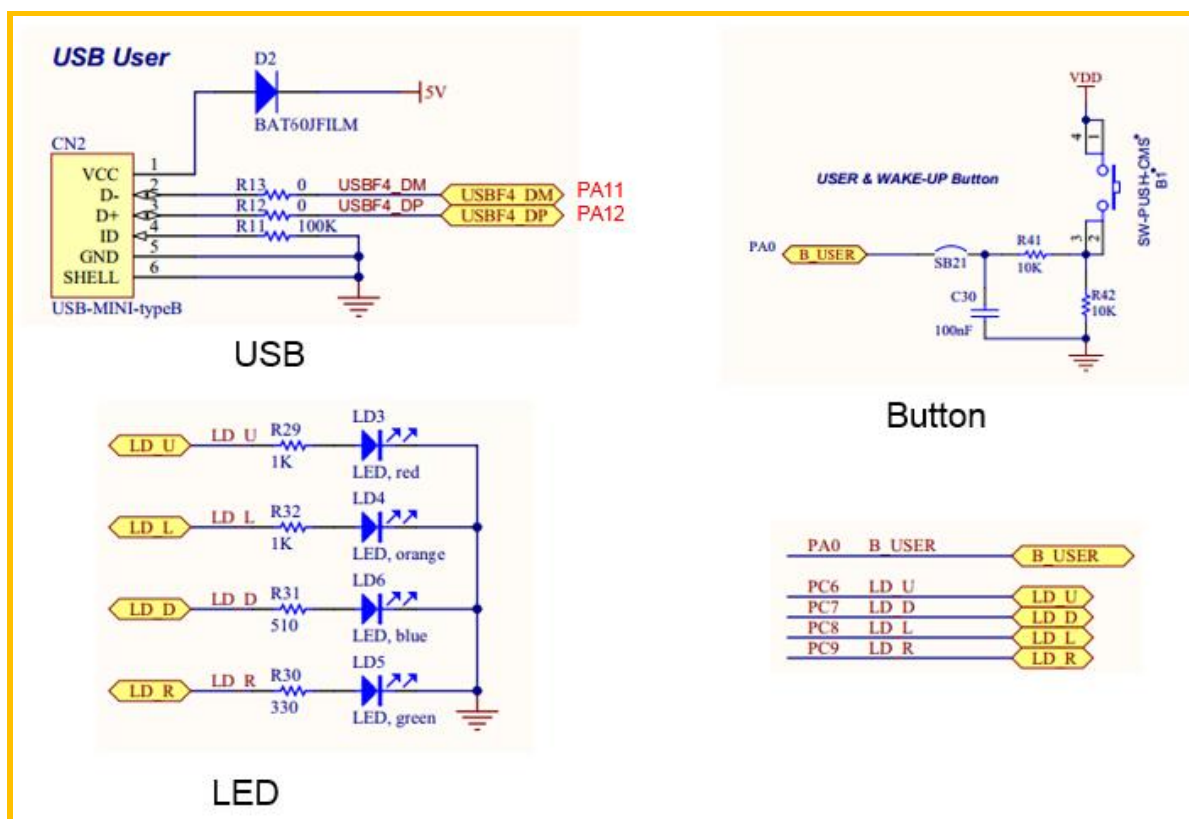 USB User
D2
5V
BAT60JFILM
CN2
VCC 1
D- 2 R13 0 USBF4_DM USBF4_DM PA11
D+ 3 R12 0 USBF4_DP USBF4_DP PA12
ID 4 R11 100K
GND 5
SHELL 6
USB-MINI-typeB
USB
VDD
4 1
SW-PUSH-CMS
B1
USER & WAKE-UP Button
3 2
PA0 B_USER SB21 R41
10K
C30
100nF
R42
10K
Button
LD_U LD_U R29 LD3
1K LED, red
LD_L LD_L R32 LD4
1K LED, orange
LD_D LD_D R31 LD6
510 LED, blue
LD_R LD_R R30 LD5
330 LED, green
LED
PA0 B_USER B_USER
PC6 LD_U LD_U
PC7 LD_D LD_D
PC8 LD_L LD_L
PC9 LD_R LD_R